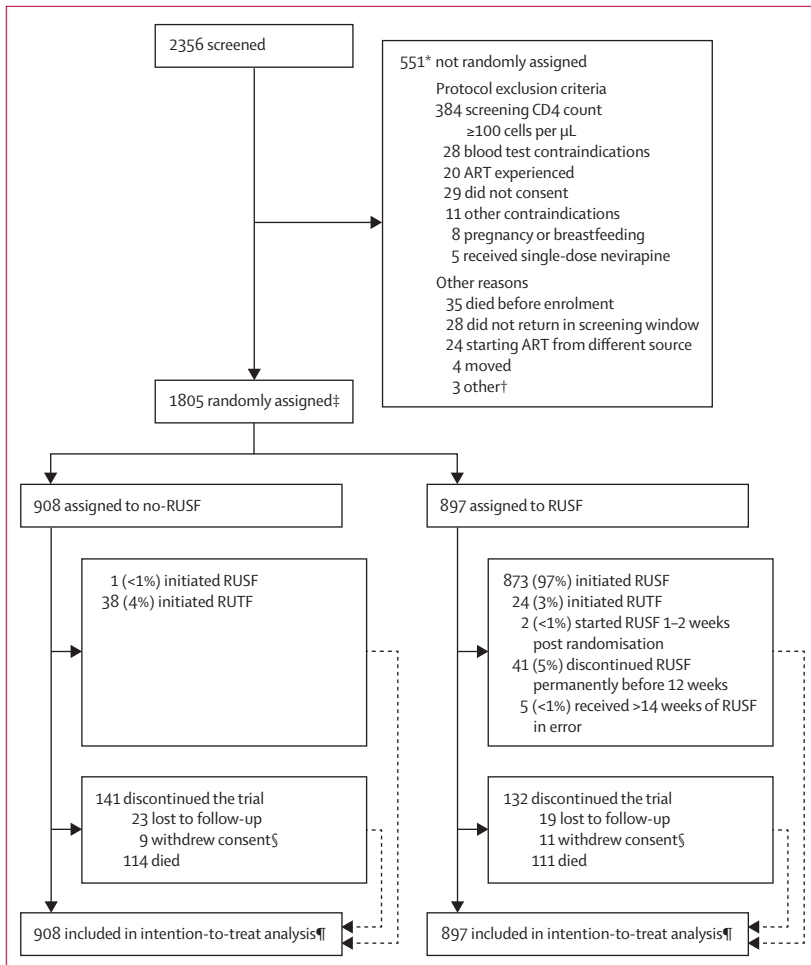 2356 screened
551* not randomly assigned
Protocol exclusion criteria
384 screening CD4 count
≥100 cells per µL
28 blood test contraindications
20 ART experienced
29 did not consent
11 other contraindications
8 pregnancy or breastfeeding
5 received single-dose nevirapine
Other reasons
35 died before enrolment
28 did not return in screening window
24 starting ART from different source
4 moved
3 other†
1805 randomly assigned‡
908 assigned to no-RUSF
897 assigned to RUSF
1 (<1%) initiated RUSF
38 (4%) initiated RUTF
873 (97%) initiated RUSF
24 (3%) initiated RUTF
2 (<1%) started RUSF 1–2 weeks
post randomisation
41 (5%) discontinued RUSF
permanently before 12 weeks
5 (<1%) received >14 weeks of RUSF
in error
141 discontinued the trial
23 lost to follow-up
9 withdrew consent§
114 died
132 discontinued the trial
19 lost to follow-up
11 withdrew consent§
111 died
908 included in intention-to-treat analysis¶
897 included in intention-to-treat analysis¶